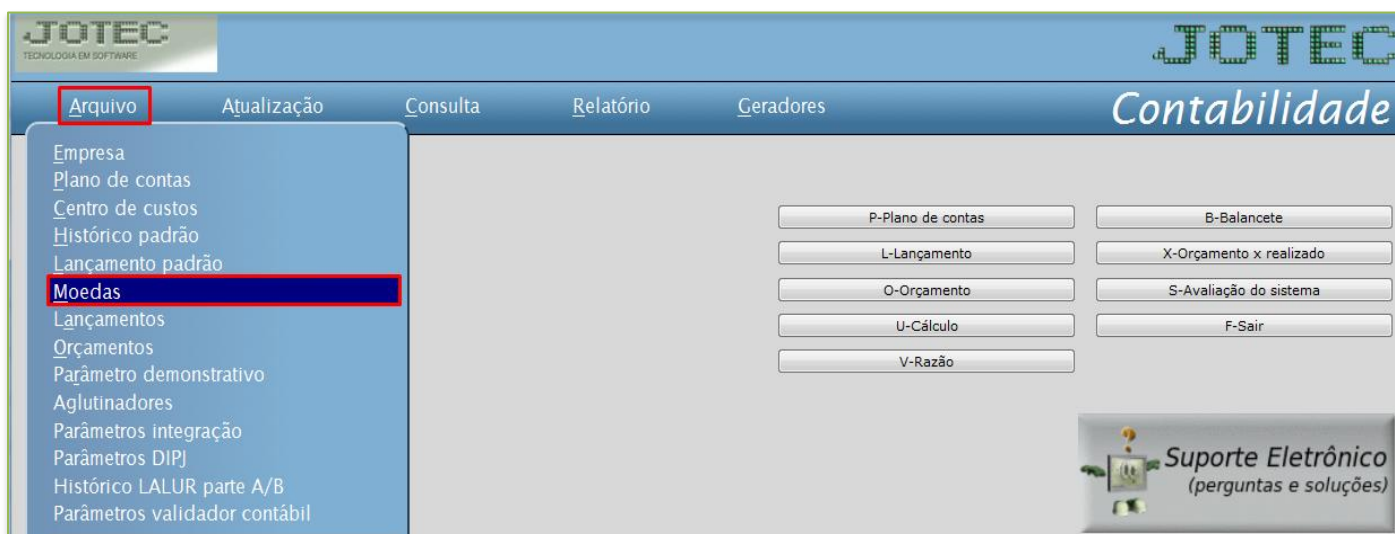 JOTEC
TECNOLOGIA EM SOFTWARE
JOTEC
Arquivo Atualização Consulta Relatório Geradores Contabilidade
Empresa
Plano de contas
Centro de custos
Histórico padrão
Lançamento padrão
Moedas
Lançamentos
Orçamentos
Parâmetro demonstrativo
Aglutinadores
Parâmetros integração
Parâmetros DIPJ
Histórico LALUR parte A/B
Parâmetros validador contábil
P-Plano de contas B-Balancete
L-Lançamento X-Orçamento x realizado
O-Orçamento S-Avaliação do sistema
U-Cálculo F-Sair
V-Razão
Suporte Eletrônico
(perguntas e soluções)